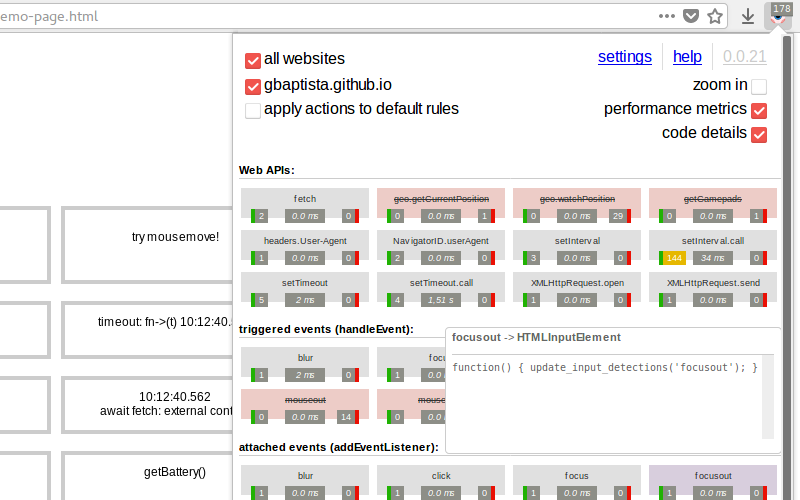 emo-page.html
178
all websites
settings
help
0.0.21
gbaptista.github.io
zoom in
apply actions to default rules
performance metrics
code details
Web APIs:
fetch
geo.getCurrentPosition
geo.watchPosition
getGamepads
2 0.0 ms 0
0 0.0 ms 1
0 0.0 ms 29
0 0.0 ms 1
headers.User-Agent
NavigatorID.userAgent
setInterval
setInterval.call
1 0.0 ms 0
2 0.0 ms 0
3 0.0 ms 0
144 34 ms 0
setTimeout
setTimeout.call
XMLHttpRequest.open
XMLHttpRequest.send
5 2 ms 0
4 1,51 s 0
1 0.0 ms 0
1 0.0 ms 0
triggered events (handleEvent):
blur
1 2 ms 0
1 0.0 ms
mouseout
0 0.0 ms 14
0 0.0 ms
focusout -> HTMLInputElement
function() { update_input_detections('focusout'); }
attached events (addEventListener):
blur
click
focus
focusout
1 0.0 ms 0
1 0.0 ms 0
1 0.0 ms 0
1 0.0 ms 0
try mousemove!
timeout: fn->(t) 10:12:40.
10:12:40.562
await fetch: external cont
getBattery()